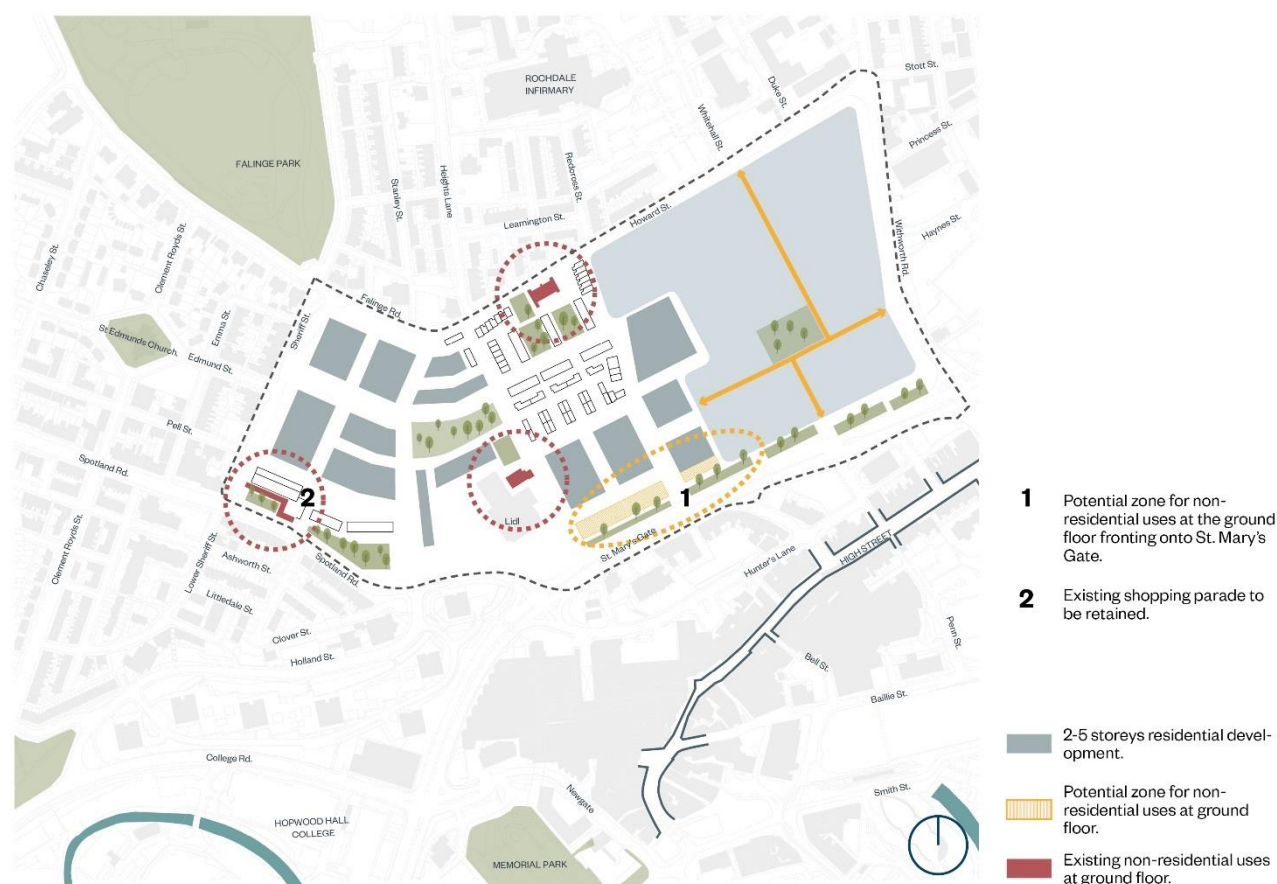 Stott St.
ROCHDALE
INFIRMARY
Duke St.
Whitehall St.
Princess St.
FALINGE PARK
Redcross St.
Heights Lane
Stanley St.
Leamington St.
Howard St.
Withworth Rd.
Haynes St.
Clement Royds St.
Chaseley St.
Falinge Rd.
Sheriff St.
Emma St.
St.Edmunds Church.
Edmund St.
Pell St.
Spotland Rd.
2
1
Lidl
St. Mary's Gate
Hunter's Lane
HIGH STREET
Clement Royds St.
Lower Sheriff St.
Ashworth St.
Spotland Rd.
Littledale St.
Clover St.
Holland St.
Penn St.
Bell St.
Baillie St.
College Rd.
Newgate
Smith St.
HOPWOOD HALL
COLLEGE
MEMORIAL PARK
1
Potential zone for non-
residential uses at the ground
floor fronting onto St. Mary's
Gate.
2
Existing shopping parade to
be retained.
2-5 storeys residential devel-
opment.
Potential zone for non-
residential uses at ground
floor.
Existing non-residential uses
at ground floor.